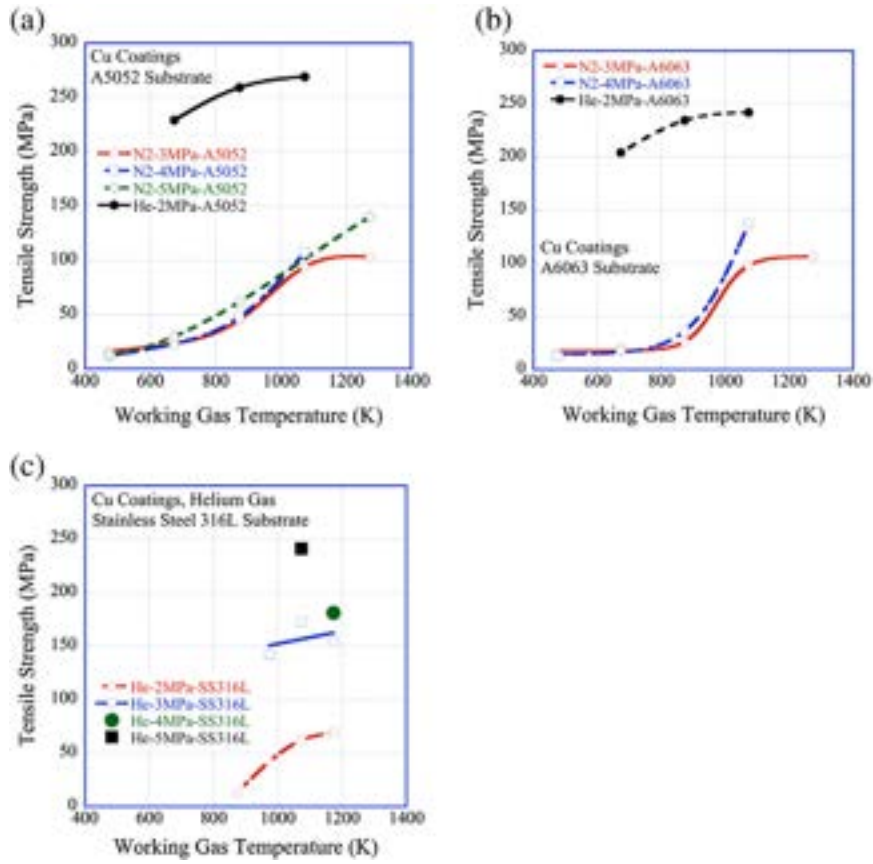 (a)
300
250
200
150
100
50
0
Tensile Strength (MPa)
Cu Coatings
A5052 Substrate
N2-3MPa-A5052
N2-4MPa-A5052
N2-5MPa-A5052
He-2MPa-A5052
400 600 800 1000 1200 1400
Working Gas Temperature (K)
(b)
300
250
200
150
100
50
0
Tensile Strength (MPa)
N2-3MPa-A6063
N2-4MPa-A6063
He-2MPa-A6063
Cu Coatings
A6063 Substrate
400 600 800 1000 1200 1400
Working Gas Temperature (K)
(c)
300
250
200
150
100
50
0
Tensile Strength (MPa)
Cu Coatings, Helium Gas
Stainless Steel 316L Substrate
He-2MPa-SS316L
He-3MPa-SS316L
He-4MPa-SS316L
He-5MPa-SS316L
400 600 800 1000 1200 1400
Working Gas Temperature (K)